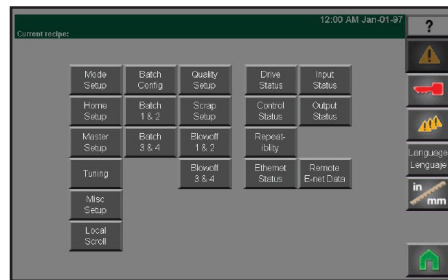 12:00 AM Jan-01-97
Current recipe:
?
Mode
Setup
Batch
Config
Quality
Setup
Drive
Status
Input
Status
Home
Setup
Batch
1 & 2
Scrap
Setup
Control
Status
Output
Status
Master
Setup
Batch
3 & 4
Blowoff
1 & 2
Repeat-
iblity
Language
Lenguaje
Tuning
Blowoff
3 & 4
Ethernet
Status
Remote
E-net Data
in
mm
Misc
Setup
Local
Scroll